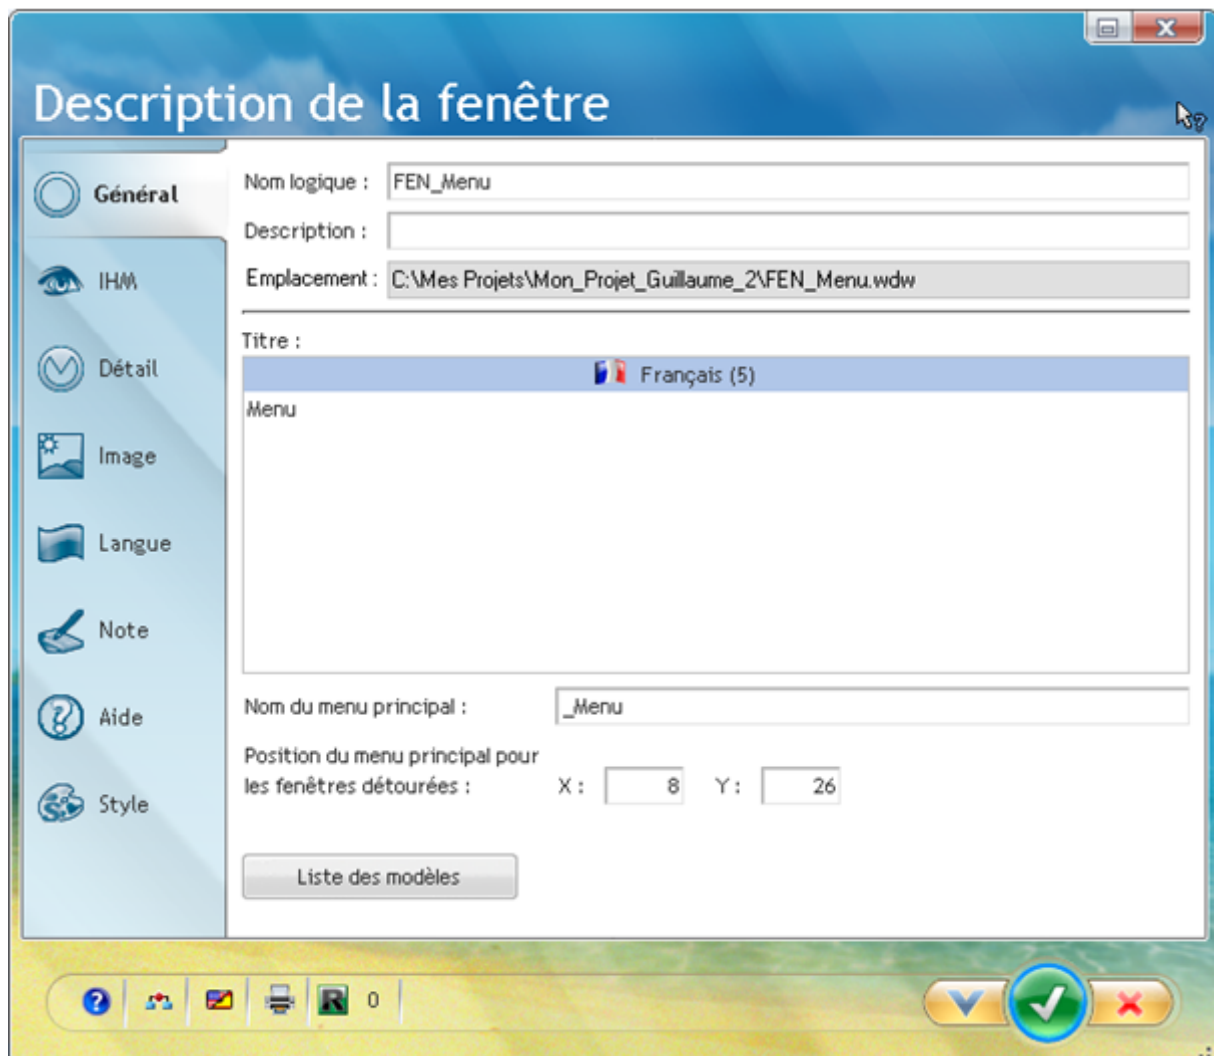 Description de la fenêtre
Général
IHM
Détail
Image
Langue
Note
Aide
Style
Nom logique : FEN_Menu
Description :
Emplacement : C:\Mes Projets\Mon_Projet_Guillaume_2\FEN_Menu.wdw
Titre :
Français (5)
Menu
Nom du menu principal : _Menu
Position du menu principal pour
les fenêtres détourées : X : 8 Y : 26
Liste des modèles
R 0